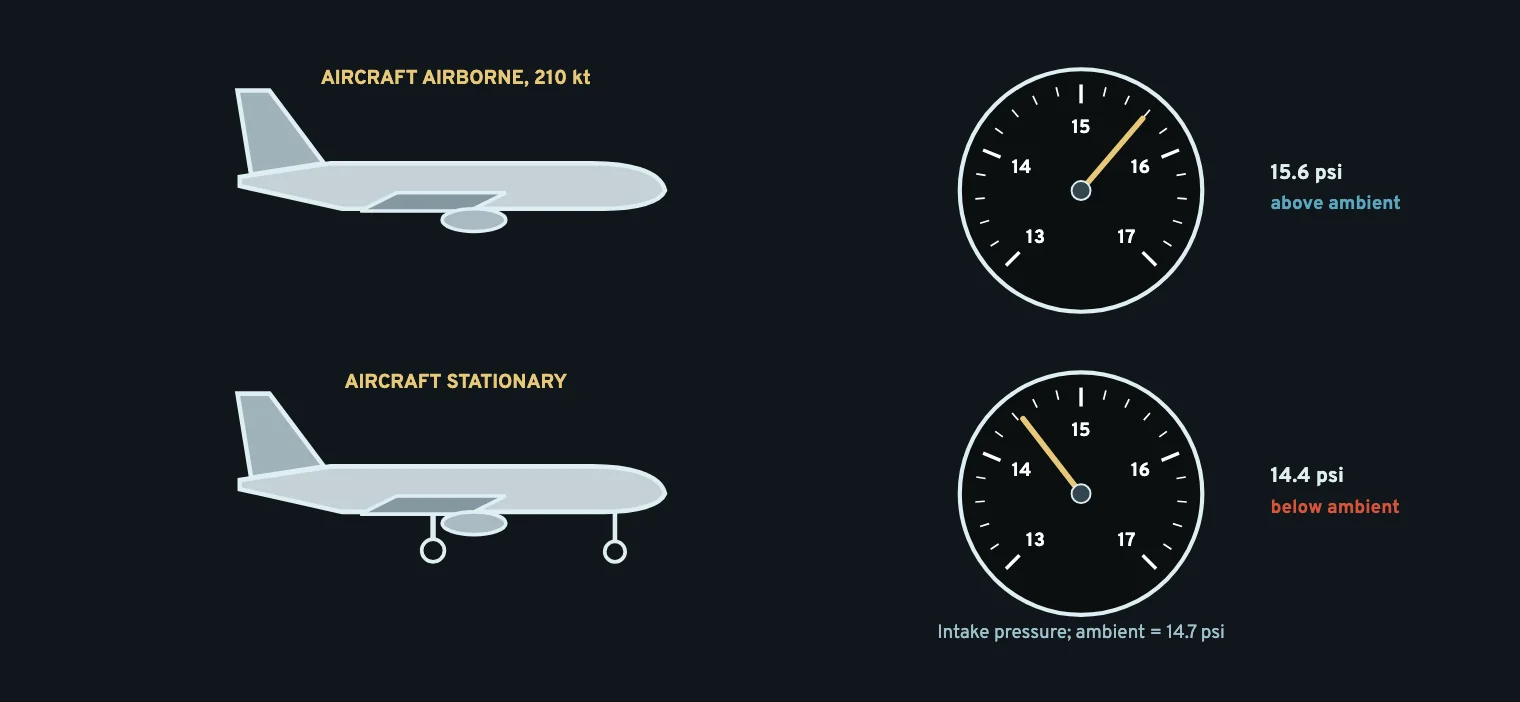 AIRCRAFT AIRBORNE, 210 kt
15
14
16
13
17
15.6 psi
above ambient
AIRCRAFT STATIONARY
15
14
16
13
17
14.4 psi
below ambient
Intake pressure; ambient = 14.7 psi